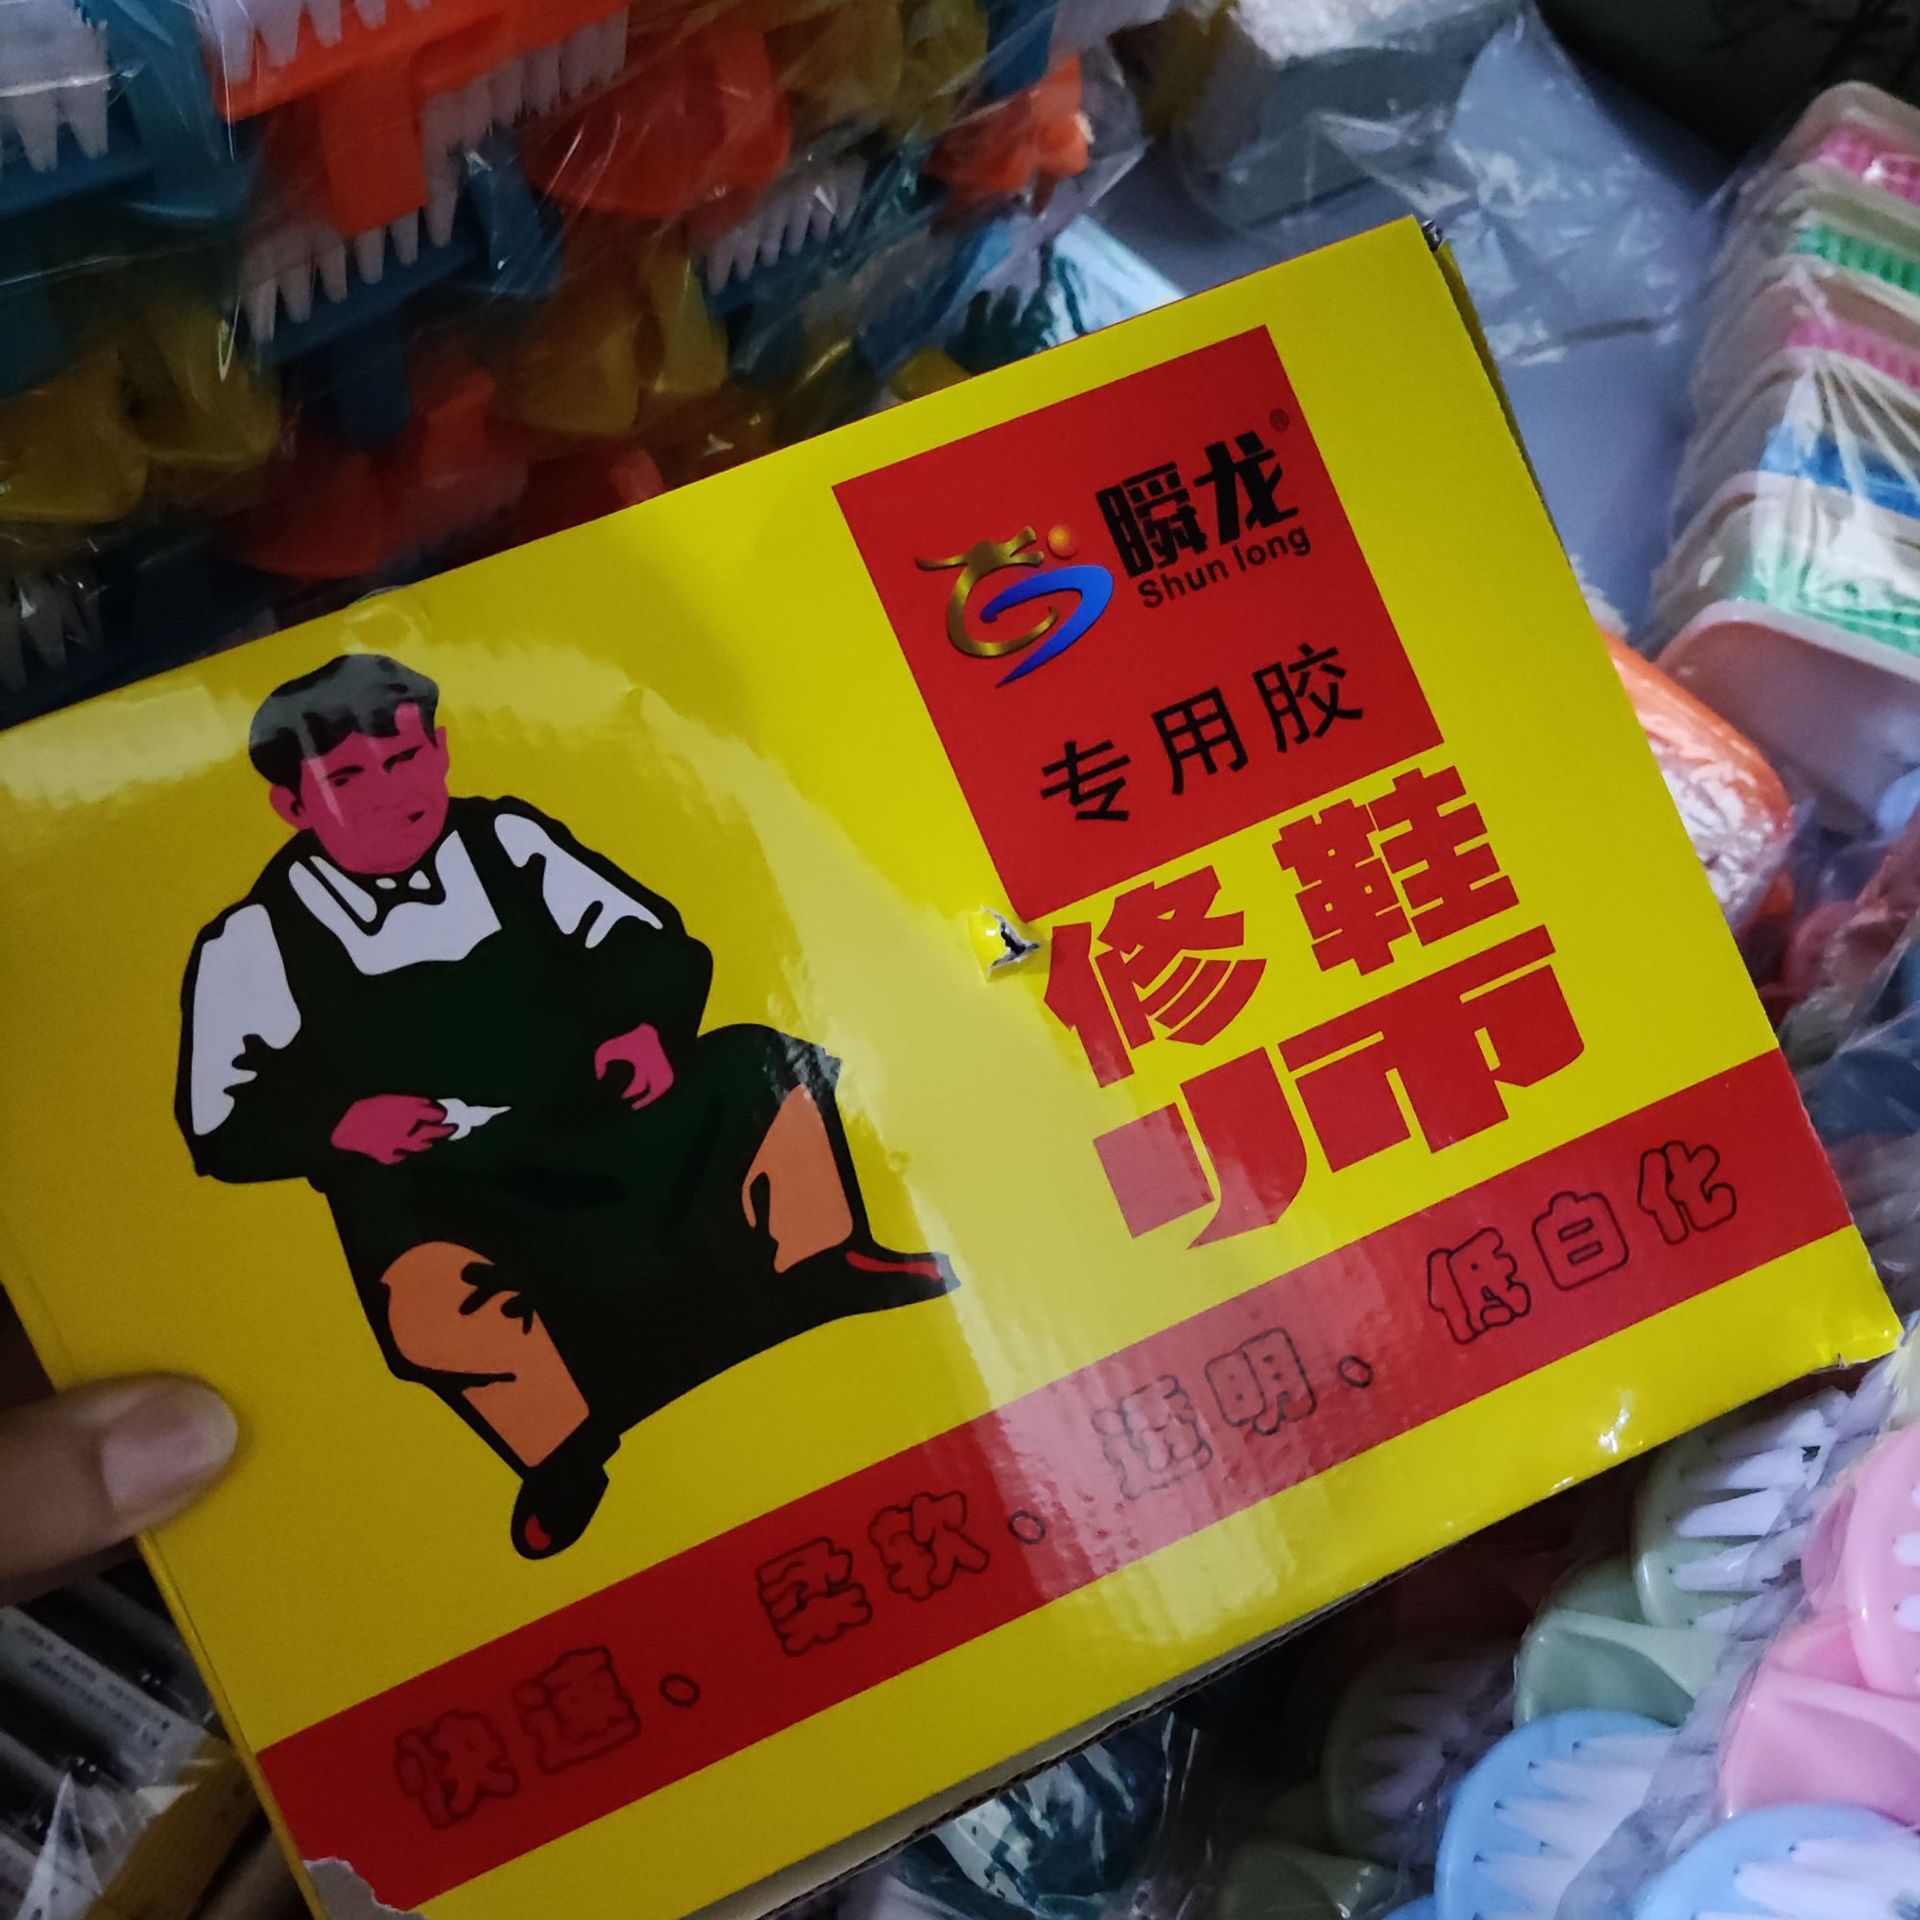 瞬龙®
Shun long
专用胶
修鞋
师
快速、柔软、透明、低白化